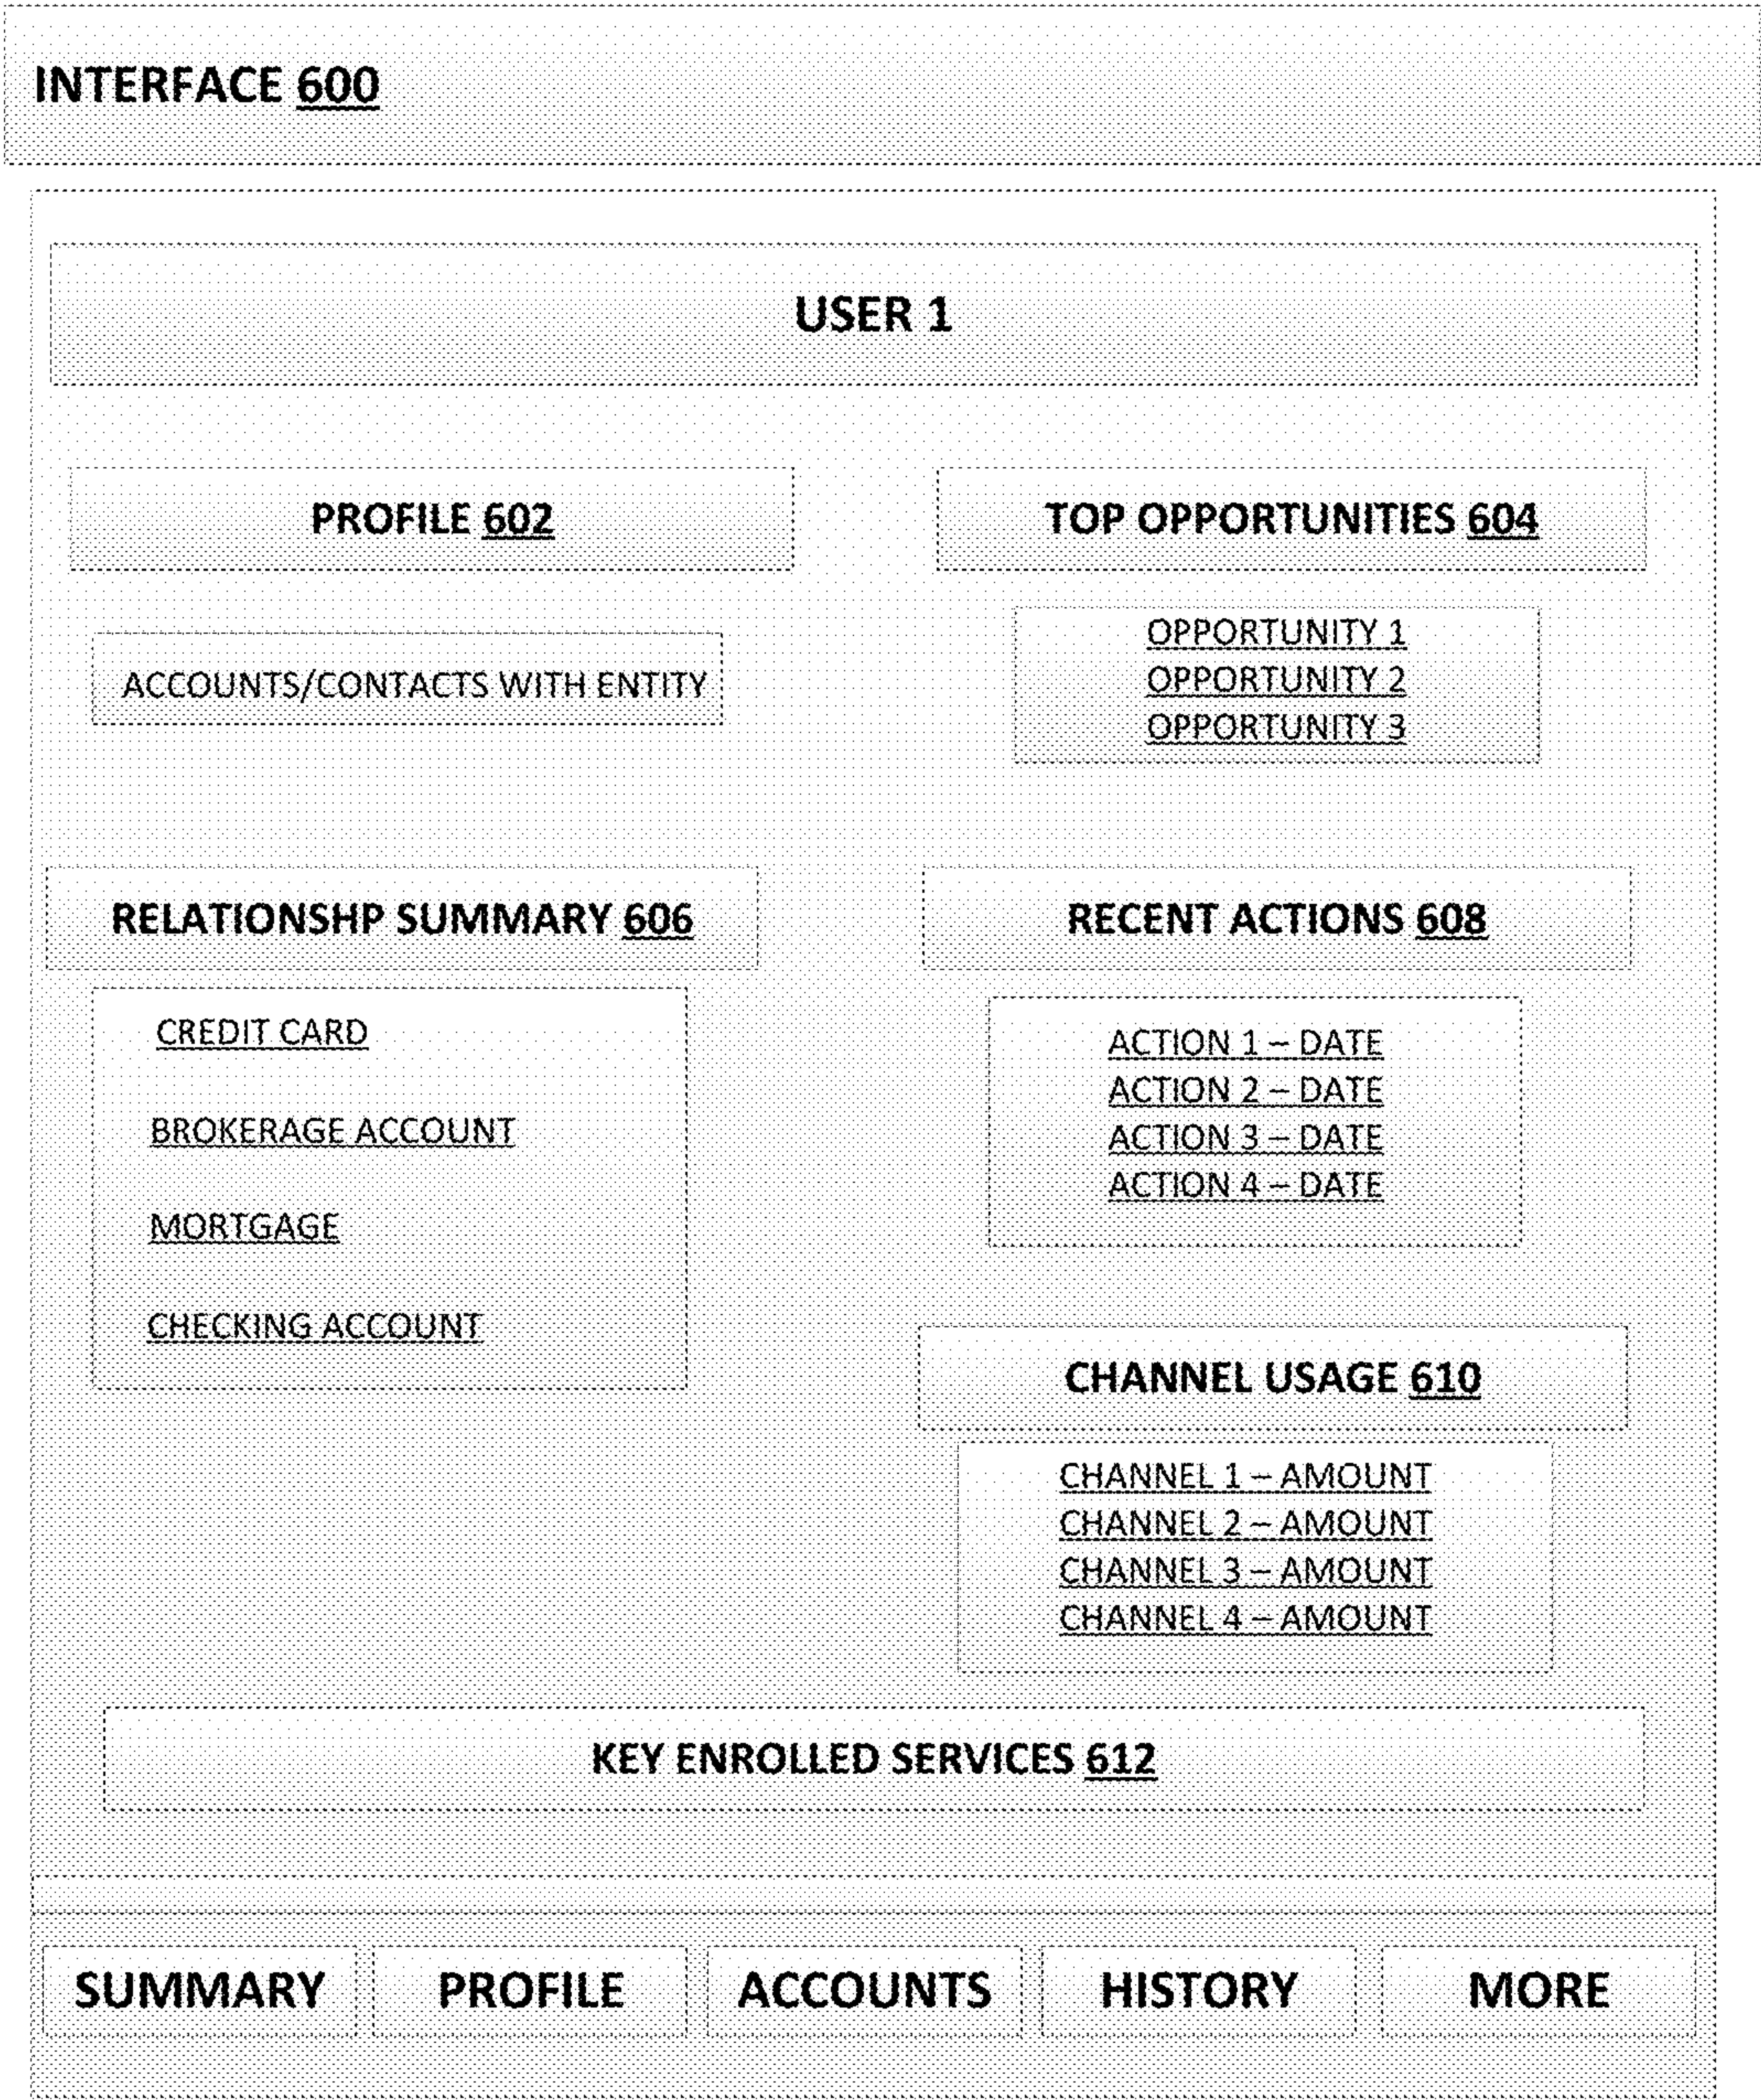 INTERFACE 600
USER 1
PROFILE 602
ACCOUNTS/CONTACTS WITH ENTITY
TOP OPPORTUNITIES 604
OPPORTUNITY 1
OPPORTUNITY 2
OPPORTUNITY 3
RELATIONSHP SUMMARY 606
CREDIT CARD
BROKERAGE ACCOUNT
MORTGAGE
CHECKING ACCOUNT
RECENT ACTIONS 608
ACTION 1 – DATE
ACTION 2 – DATE
ACTION 3 – DATE
ACTION 4 – DATE
CHANNEL USAGE 610
CHANNEL 1 – AMOUNT
CHANNEL 2 – AMOUNT
CHANNEL 3 – AMOUNT
CHANNEL 4 – AMOUNT
KEY ENROLLED SERVICES 612
SUMMARY PROFILE ACCOUNTS HISTORY MORE